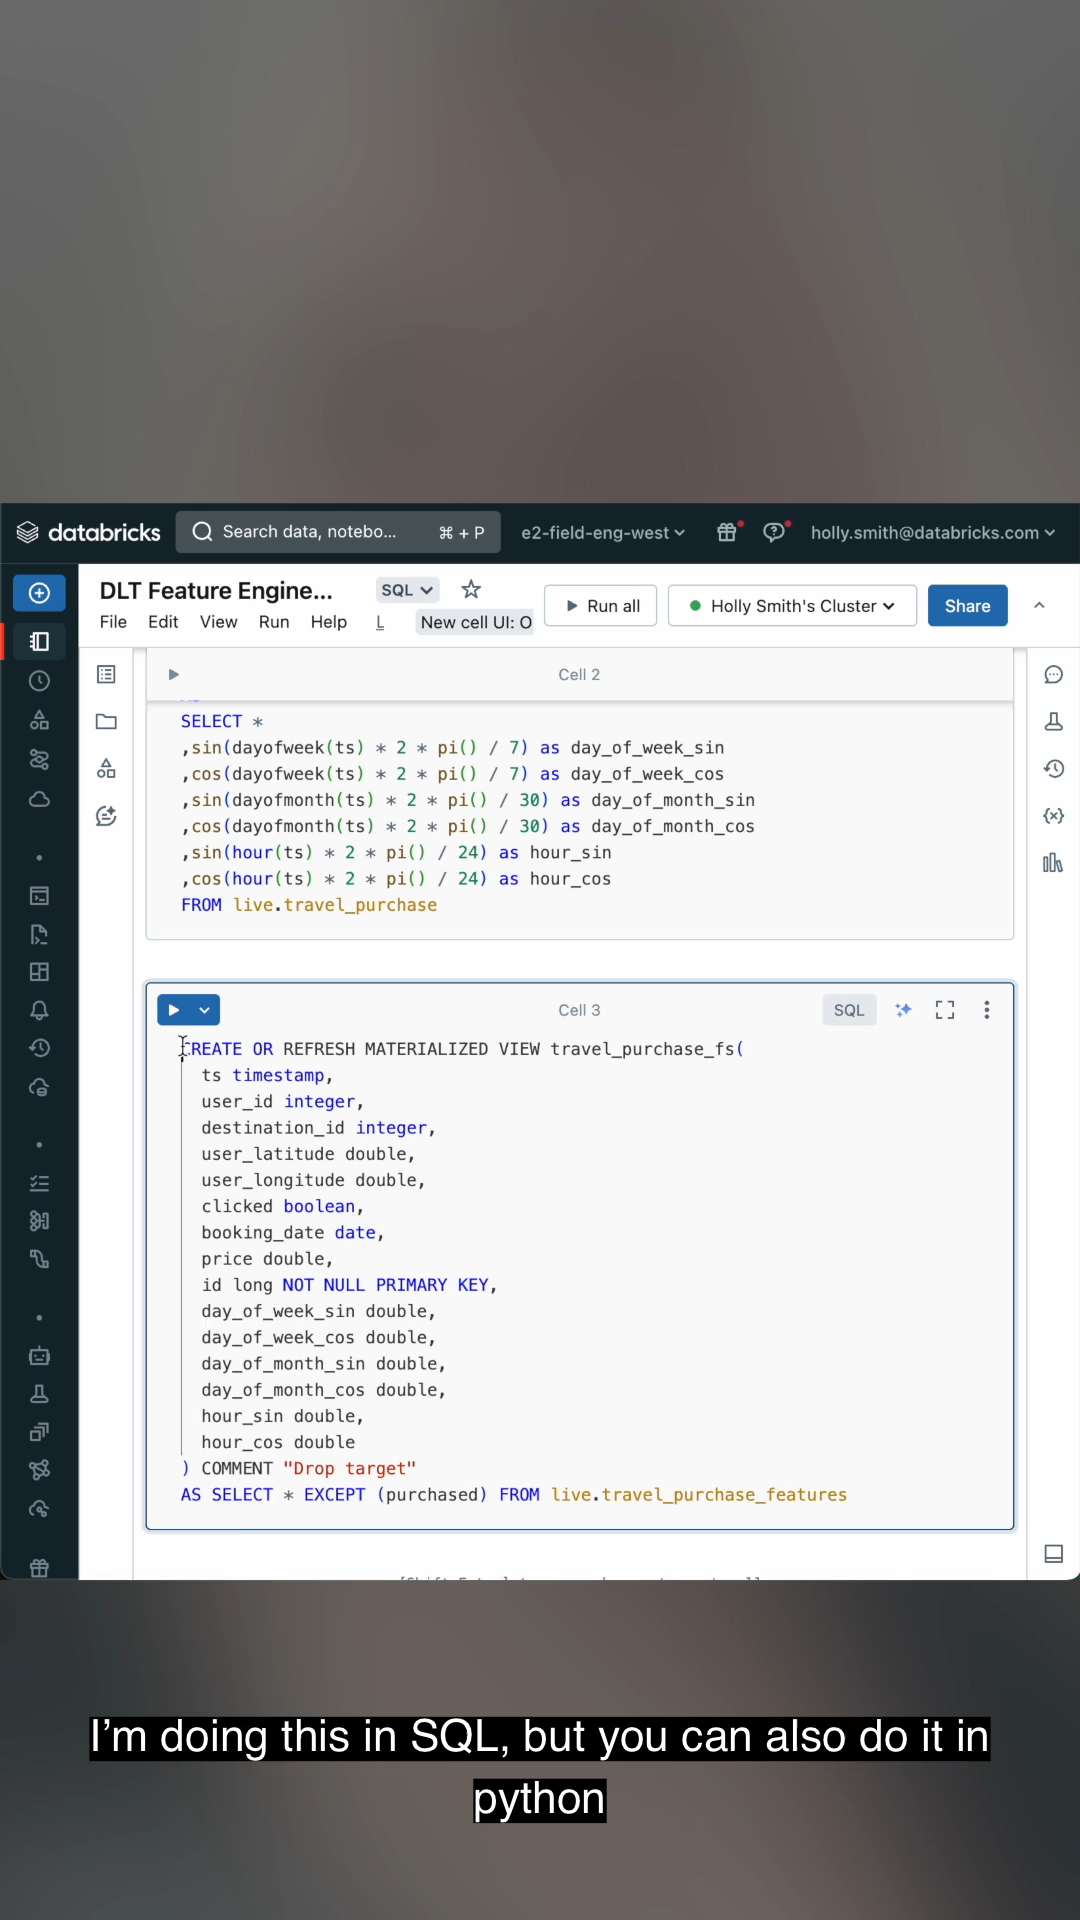 databricks
Search data, notebo...
⌘ + P
e2-field-eng-west
holly.smith@databricks.com
DLT Feature Engine...
SQL
Run all
Holly Smith's Cluster
Share
File Edit View Run Help L New cell UI: O
Cell 2
SELECT *
,sin(dayofweek(ts) * 2 * pi() / 7) as day_of_week_sin
,cos(dayofweek(ts) * 2 * pi() / 7) as day_of_week_cos
,sin(dayofmonth(ts) * 2 * pi() / 30) as day_of_month_sin
,cos(dayofmonth(ts) * 2 * pi() / 30) as day_of_month_cos
,sin(hour(ts) * 2 * pi() / 24) as hour_sin
,cos(hour(ts) * 2 * pi() / 24) as hour_cos
FROM live.travel_purchase
Cell 3
SQL
CREATE OR REFRESH MATERIALIZED VIEW travel_purchase_fs(
ts timestamp,
user_id integer,
destination_id integer,
user_latitude double,
user_longitude double,
clicked boolean,
booking_date date,
price double,
id long NOT NULL PRIMARY KEY,
day_of_week_sin double,
day_of_week_cos double,
day_of_month_sin double,
day_of_month_cos double,
hour_sin double,
hour_cos double
) COMMENT "Drop target"
AS SELECT * EXCEPT (purchased) FROM live.travel_purchase_features
I'm doing this in SQL, but you can also do it in
python